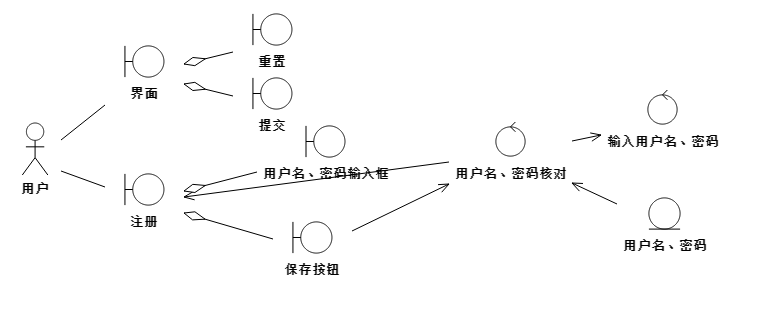 重置
界面
提交
输入用户名、密码
用户名、密码输入框
用户名、密码核对
用户
注册
用户名、密码
保存按钮